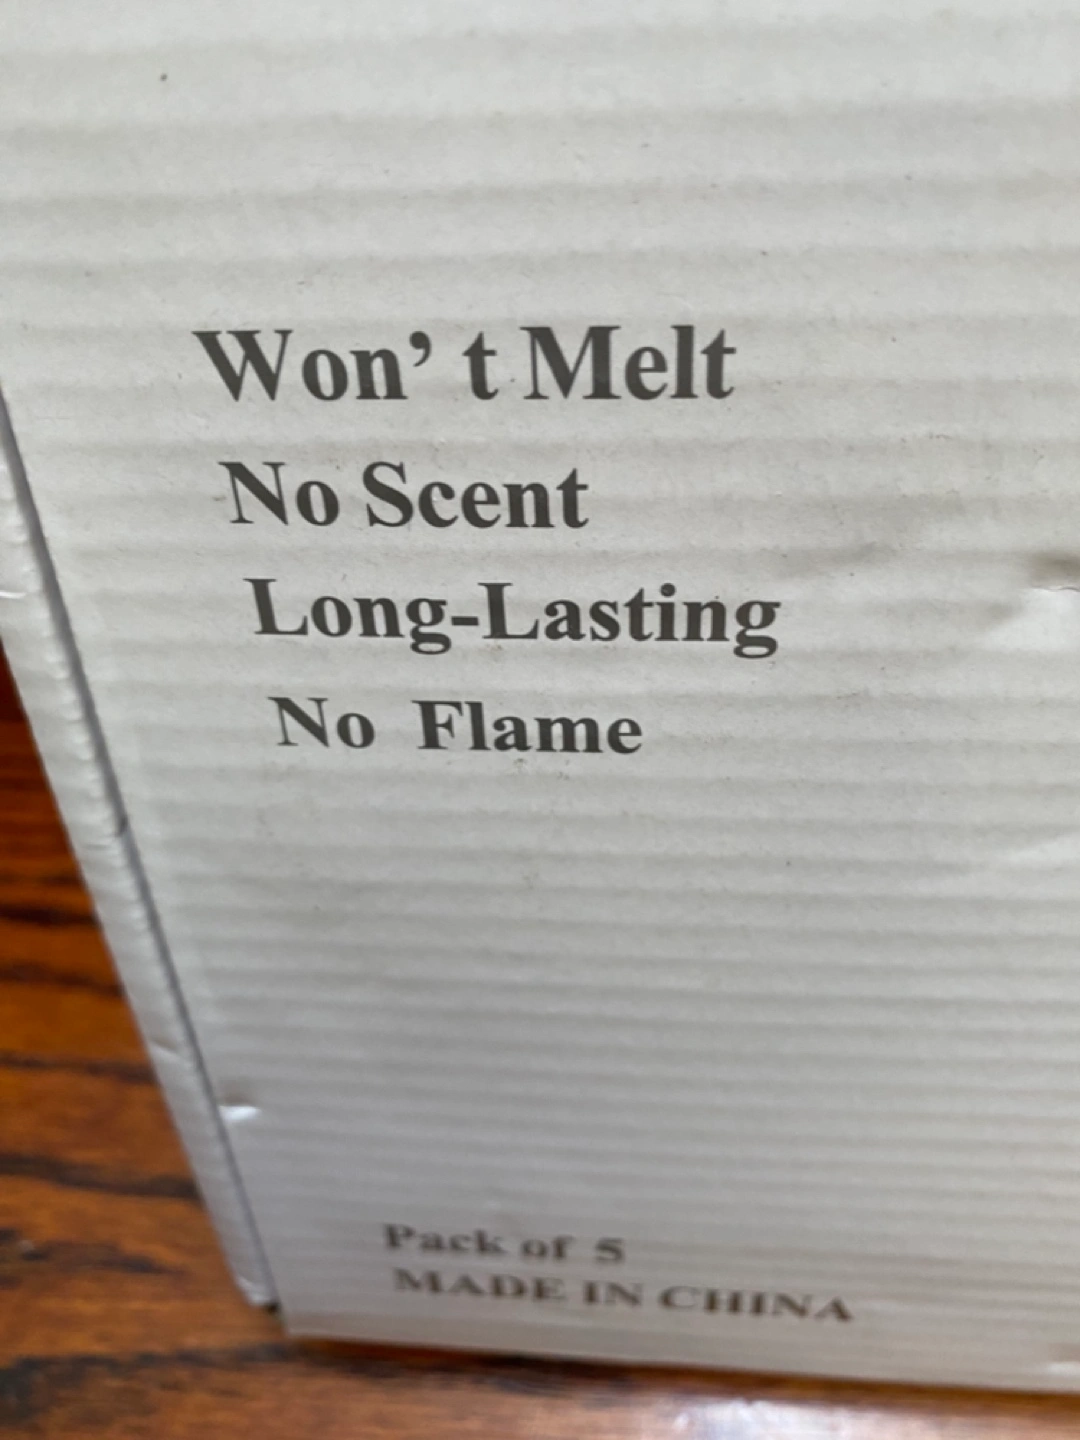 Won’ t Melt
No Scent
Long-Lasting
No Flame
Pack of 5
MADE IN CHINA